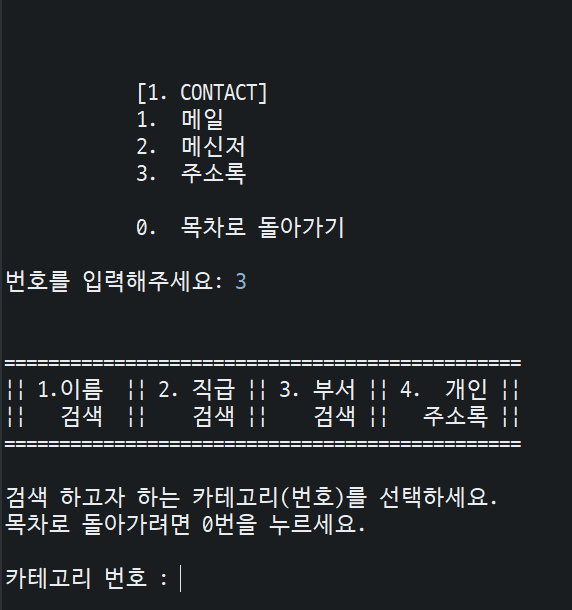 [1. CONTACT]
1. 메일
2. 메신저
3. 주소록
0. 목차로 돌아가기
번호를 입력해주세요: 3
===============================================
¦¦ 1.이름 ¦¦ 2. 직급 ¦¦ 3. 부서 ¦¦ 4. 개인 ¦¦
¦¦ 검색 ¦¦ 검색 ¦¦ 검색 ¦¦ 주소록 ¦¦
===============================================
검색 하고자 하는 카테고리(번호)를 선택하세요.
목차로 돌아가려면 0번을 누르세요.
카테고리 번호 :